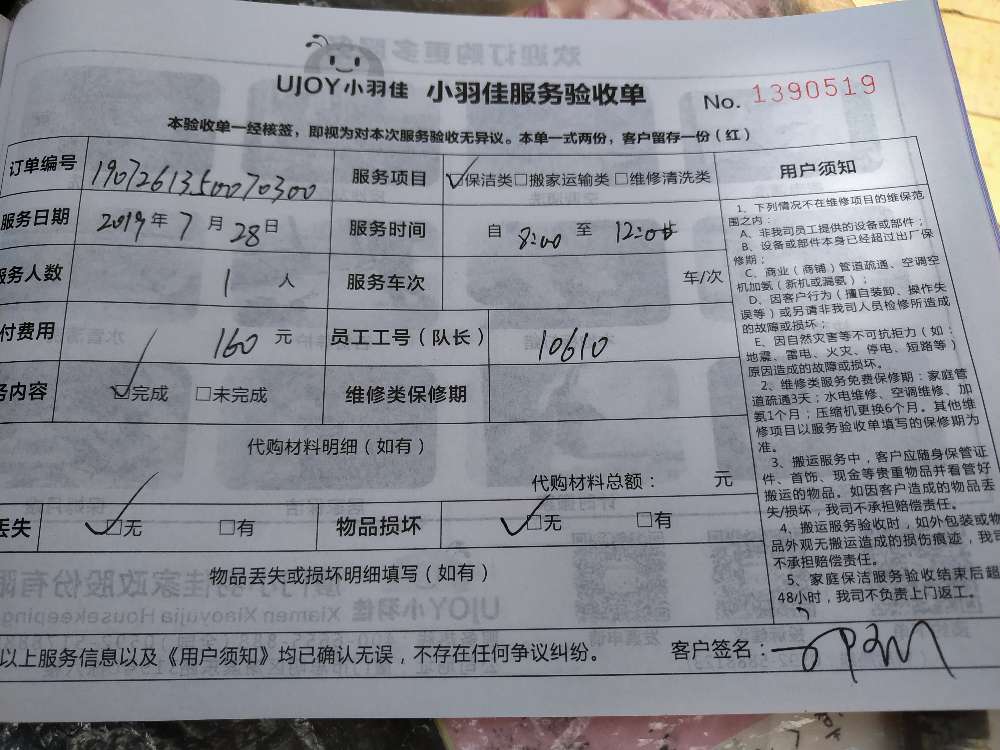 UJOY小羽佳 小羽佳服务验收单 No. 1390519
本验收单一经核签，即视为对本次服务验收无异议。本单一式两份，客户留存一份（红）
订单编号 190726135007 0300 服务项目 ☑保洁类□搬家运输类□维修清洗类
服务日期 2019年7月28日 服务时间 自 8:00 至 12:00
服务人数 1 人 服务车次 车/次
付费用 160 元 员工工号（队长） 10610
务内容 ☑完成 □未完成 维修类保修期
代购材料明细（如有）
代购材料总额： 元
丢失 ☑无 □有 物品损坏 ☑无 □有
物品丢失或损坏明细填写（如有）
以上服务信息以及《用户须知》均已确认无误，不存在任何争议纠纷。 客户签名：
用户须知
1、下列情况不在维修项目的维保范
围之内：
A、非我司员工提供的设备或部件；
B、设备或部件本身已经超过出厂保
修期；
C、商业（商铺）管道疏通、空调空
机加氨（新机或漏氨）；
D、因客户行为（擅自装卸、操作失
误等）或另请非我司人员检修所造成
的故障或损坏；
E、因自然灾害等不可抗拒力（如：
地震、雷电、火灾、停电、短路等）
原因造成的故障或损坏。
2、维修类服务免费保修期：家庭管
道疏通3天；水电维修、空调维修、加
氨1个月；压缩机更换6个月。其他维
修项目以服务验收单填写的保修期为
准。
3、搬运服务中，客户应随身保管证
件、首饰、现金等贵重物品并看管好
搬运的物品。如因客户造成的物品丢
失/损坏，我司不承担赔偿责任。
4、搬运服务验收时，如外包装或物
品外观无搬运造成的损伤痕迹，我司
不承担赔偿责任。
5、家庭保洁服务验收结束后超
48小时，我司不负责上门返工。